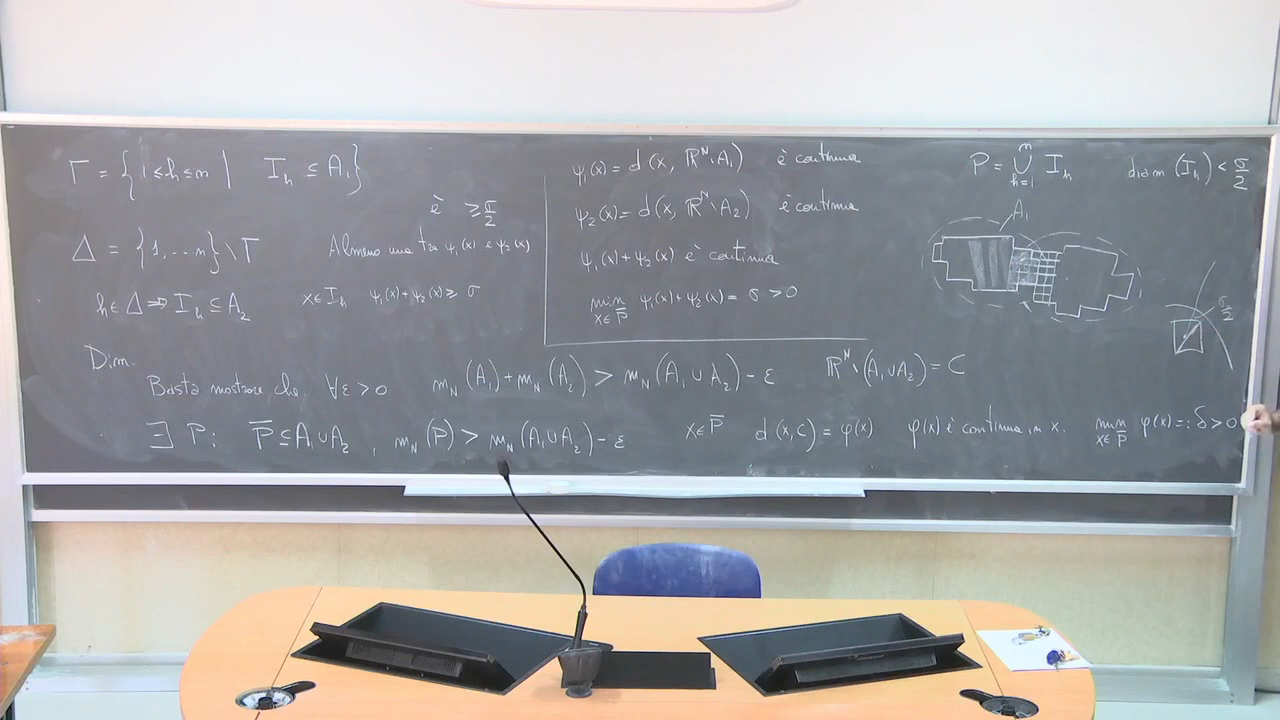 Γ = {1≤h≤n | I_h ⊆ A_1}
è ≥ σ/2
Δ = {1,...n} \ Γ
Almeno una tra ψ_1(x) e ψ_2(x)
h∈Δ ⇒ I_h ⊆ A_2
x∈I_h ψ_1(x)+ψ_2(x) ≥ σ
ψ_1(x) = d(x, ℝ^N \ A_1) è continua
ψ_2(x) = d(x, ℝ^N \ A_2) è continua
ψ_1(x)+ψ_2(x) è continua
min_{x∈P̄} ψ_1(x)+ψ_2(x) = σ > 0
P = ⋃_{h=1}^{n} I_h diam (I_h) < σ/2
A_1
σ/2
Dim.
Basta mostrare che ∀ε>0 m_N(A_1)+m_N(A_2) > m_N(A_1∪A_2)-ε ℝ^N \ (A_1∪A_2) = C
∃ P: P̄ ⊆ A_1∪A_2, m_N(P) > m_N(A_1∪A_2)-ε x∈P̄ d(x,C) = φ(x) φ(x) è continua in x. min_{x∈P̄} φ(x) =: δ > 0